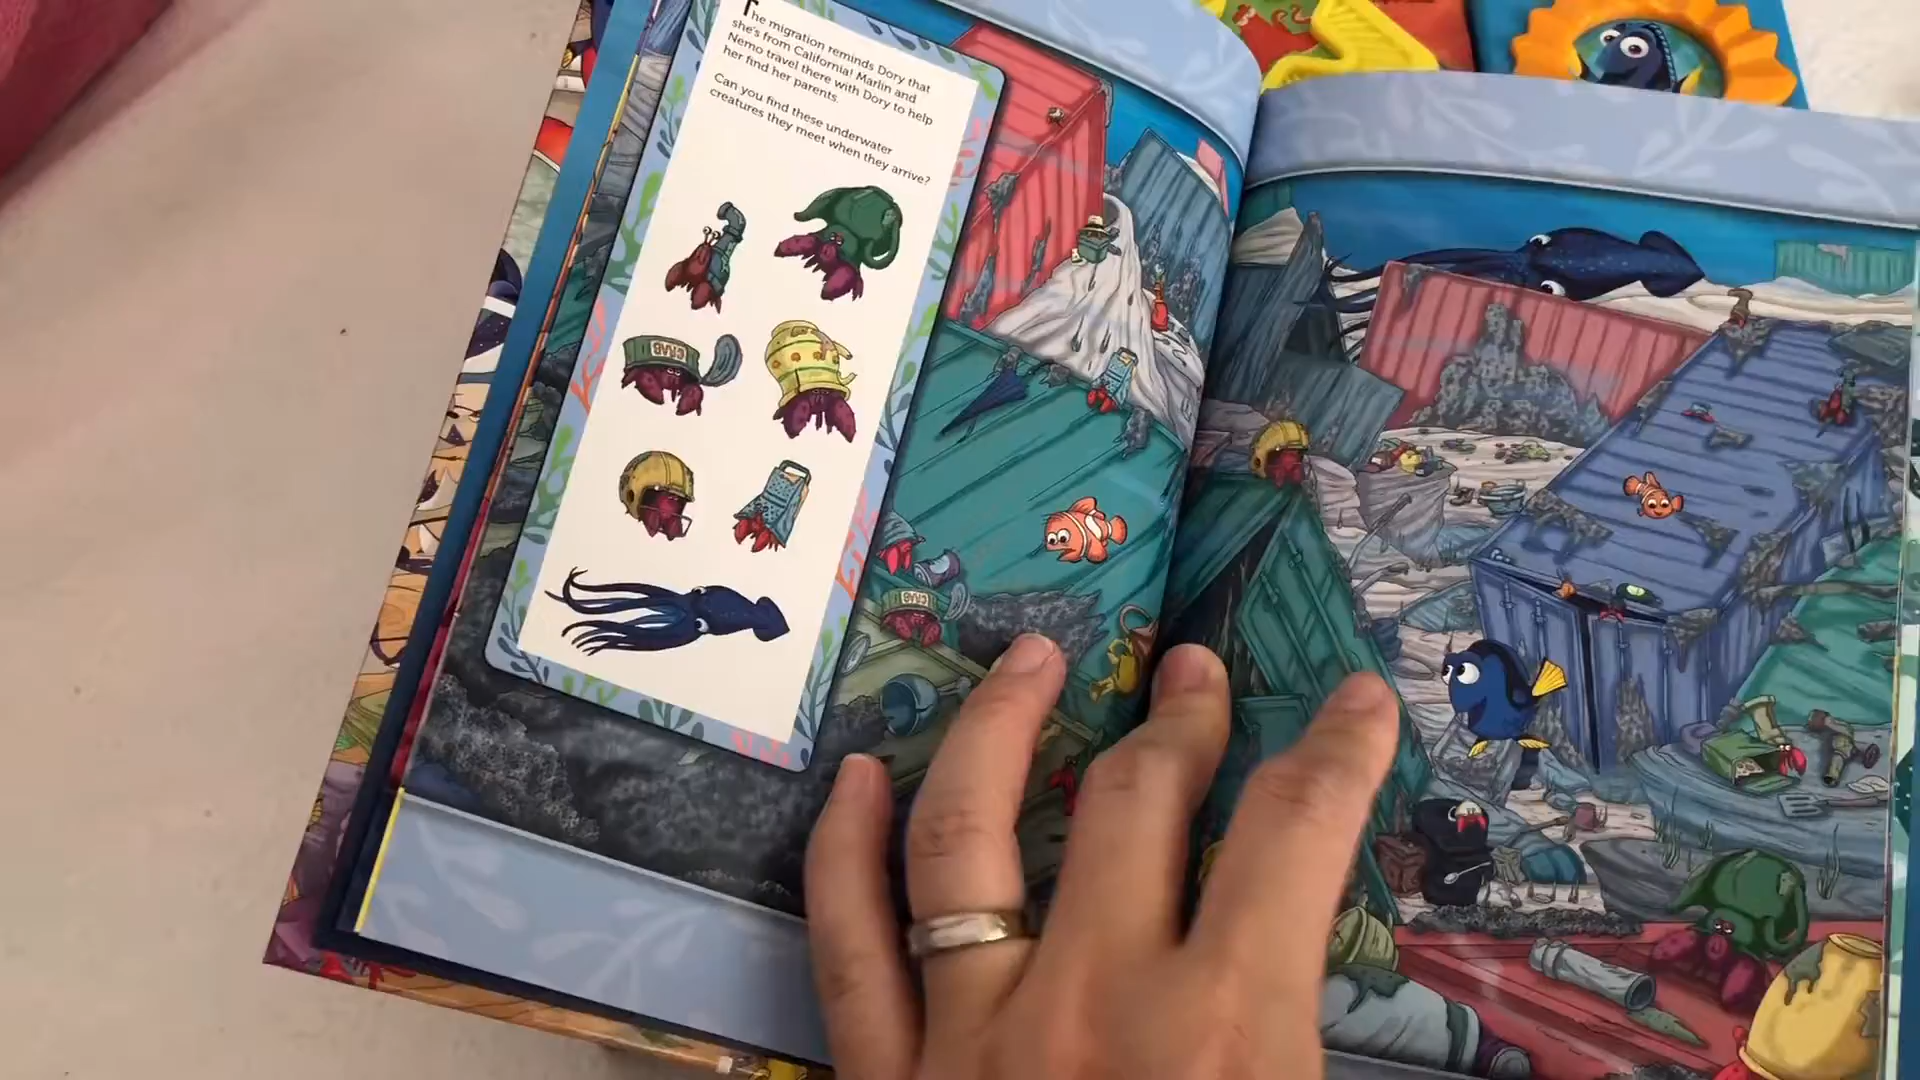 The migration reminds Dory that
she's from California! Marlin and
Nemo travel there with Dory to help
her find her parents.
Can you find these underwater
creatures they meet when they arrive?
CRAB
CRAB